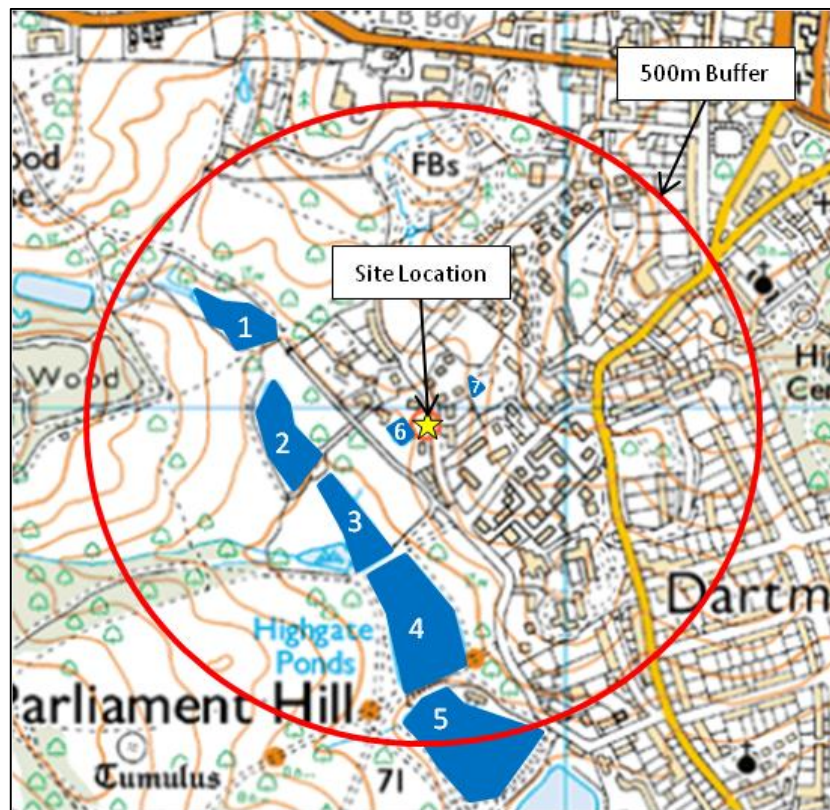 LB Bdy
500m Buffer
FBs
Site Location
1
Wood
7
2
6
3
Dartm
4
Highgate
Ponds
Parliament Hill
5
Tumulus
71